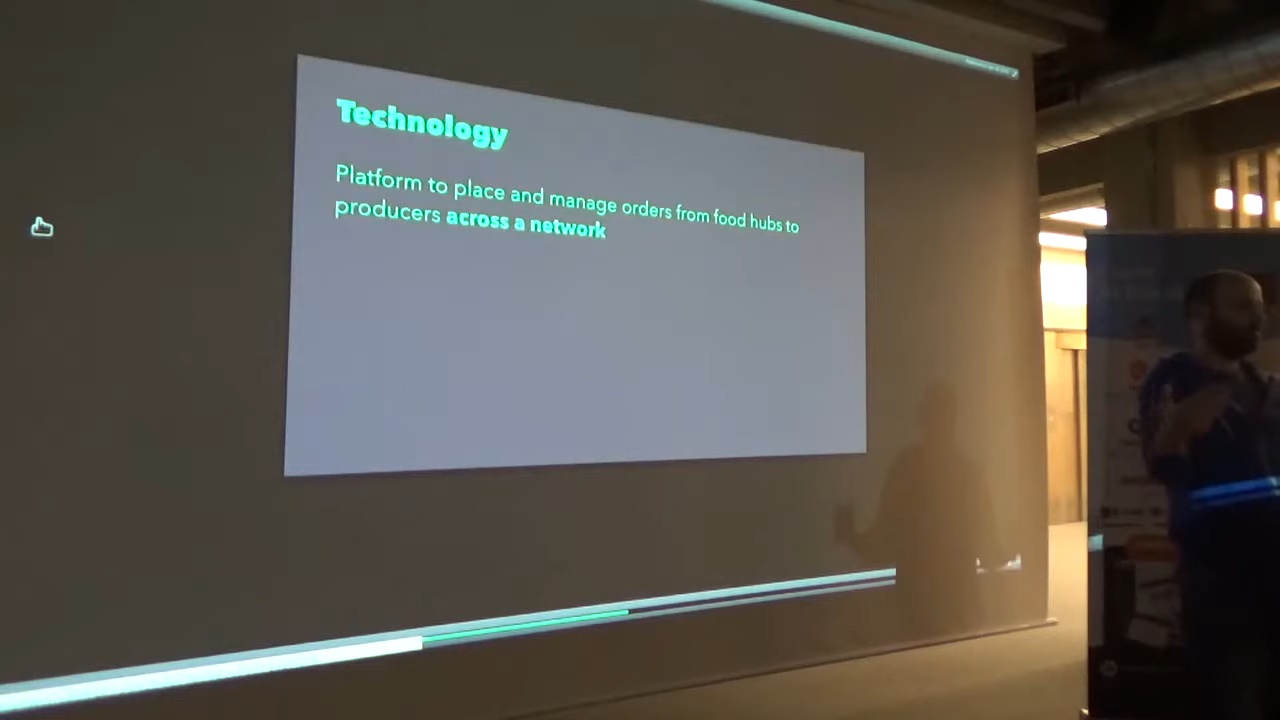 Technology
Platform to place and manage orders from food hubs to
producers across a network